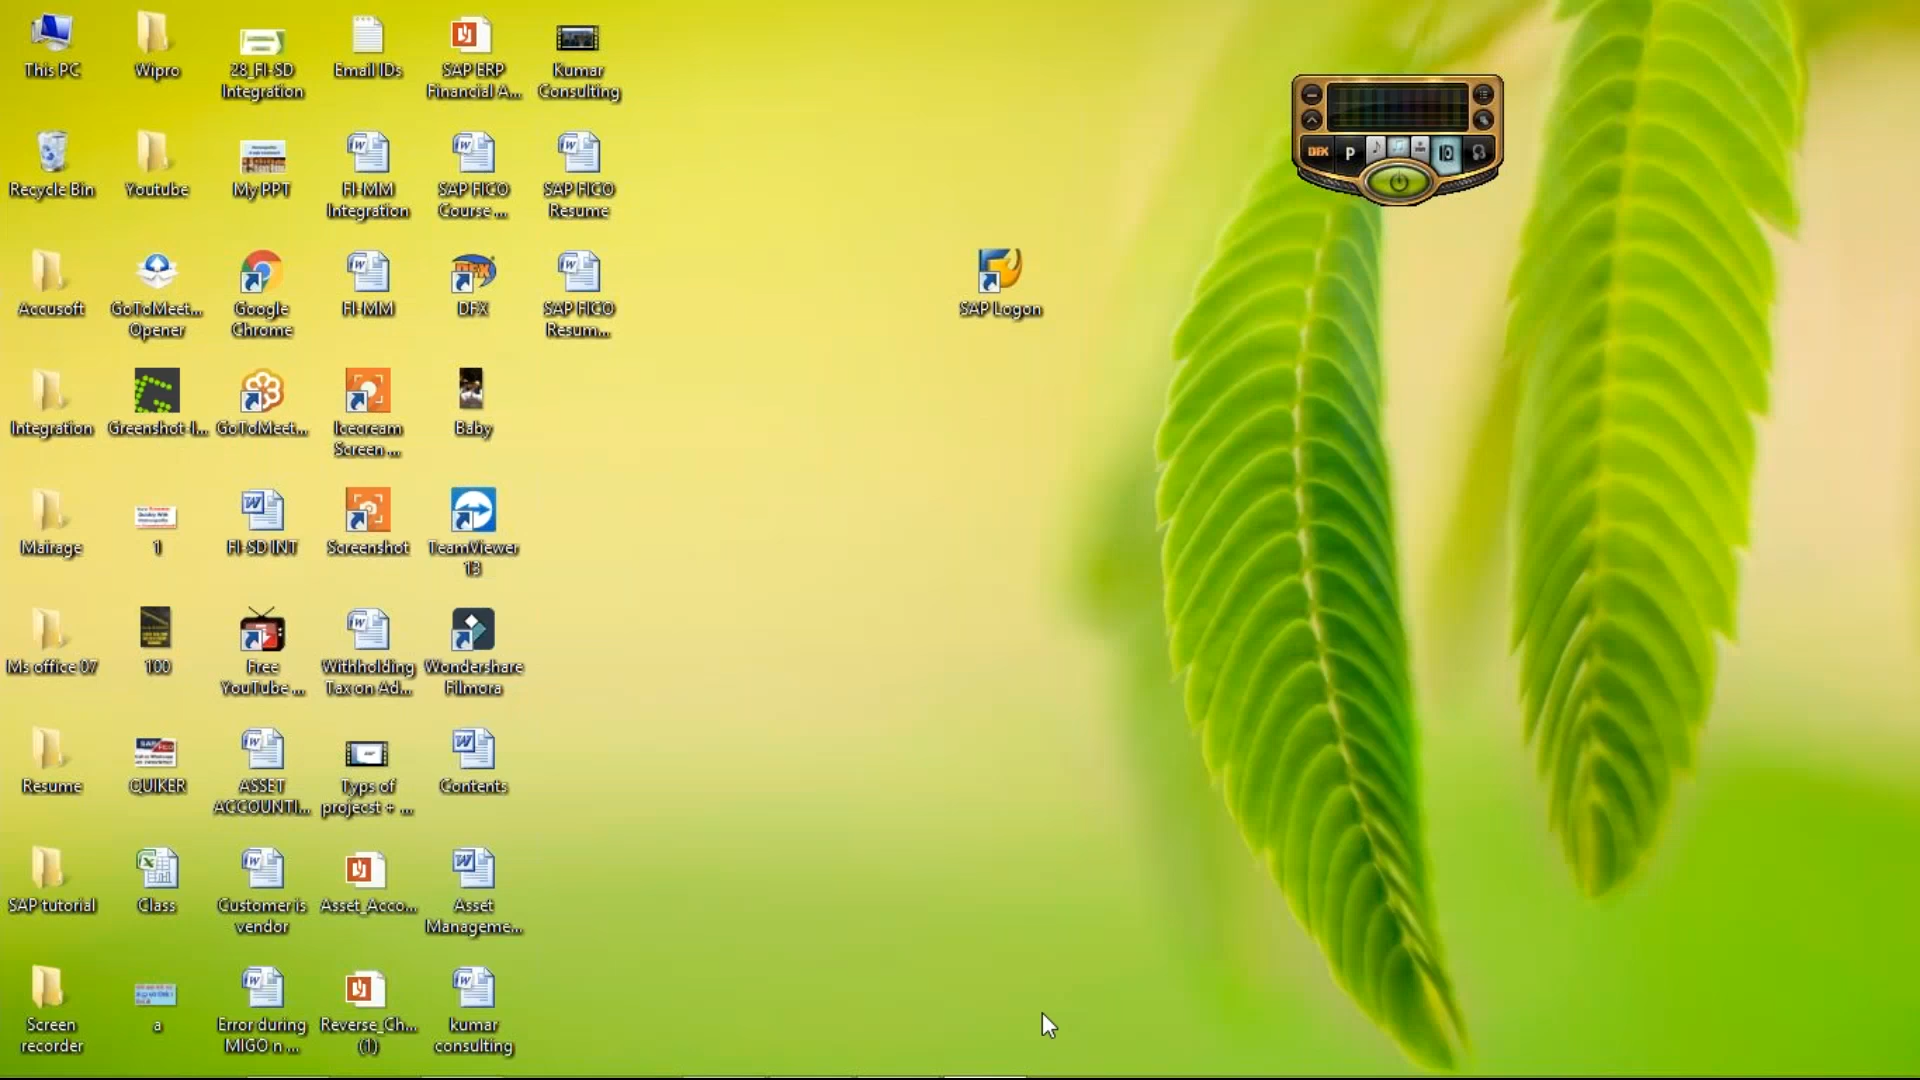 This PC
Wipro
28_FI-SD
Integration
Email IDs
SAP ERP
Financial A...
Kumar
Consulting
Recycle Bin
Youtube
My PPT
FI-MM
Integration
SAP FICO
Course ...
SAP FICO
Resume
Accusoft
GoToMeet...
Opener
Google
Chrome
FI-MM
DFX
SAP FICO
Resum...
SAP Logon
Integration
Greenshot-I...
GoToMeet...
Icecream
Screen ...
Baby
Mairage
1
FI-SD INT
Screenshot
TeamViewer
13
Ms office 07
100
Free
YouTube ...
Withholding
Tax on Ad...
Wondershare
Filmora
Resume
QUIKER
ASSET
ACCOUNTI...
Typs of
projecst + ...
Contents
SAP tutorial
Class
Customer is
vendor
Asset_Acco...
Asset
Manageme...
Screen
recorder
a
Error during
MIGO n ...
Reverse_Ch...
(1)
kumar
consulting
DFX
P